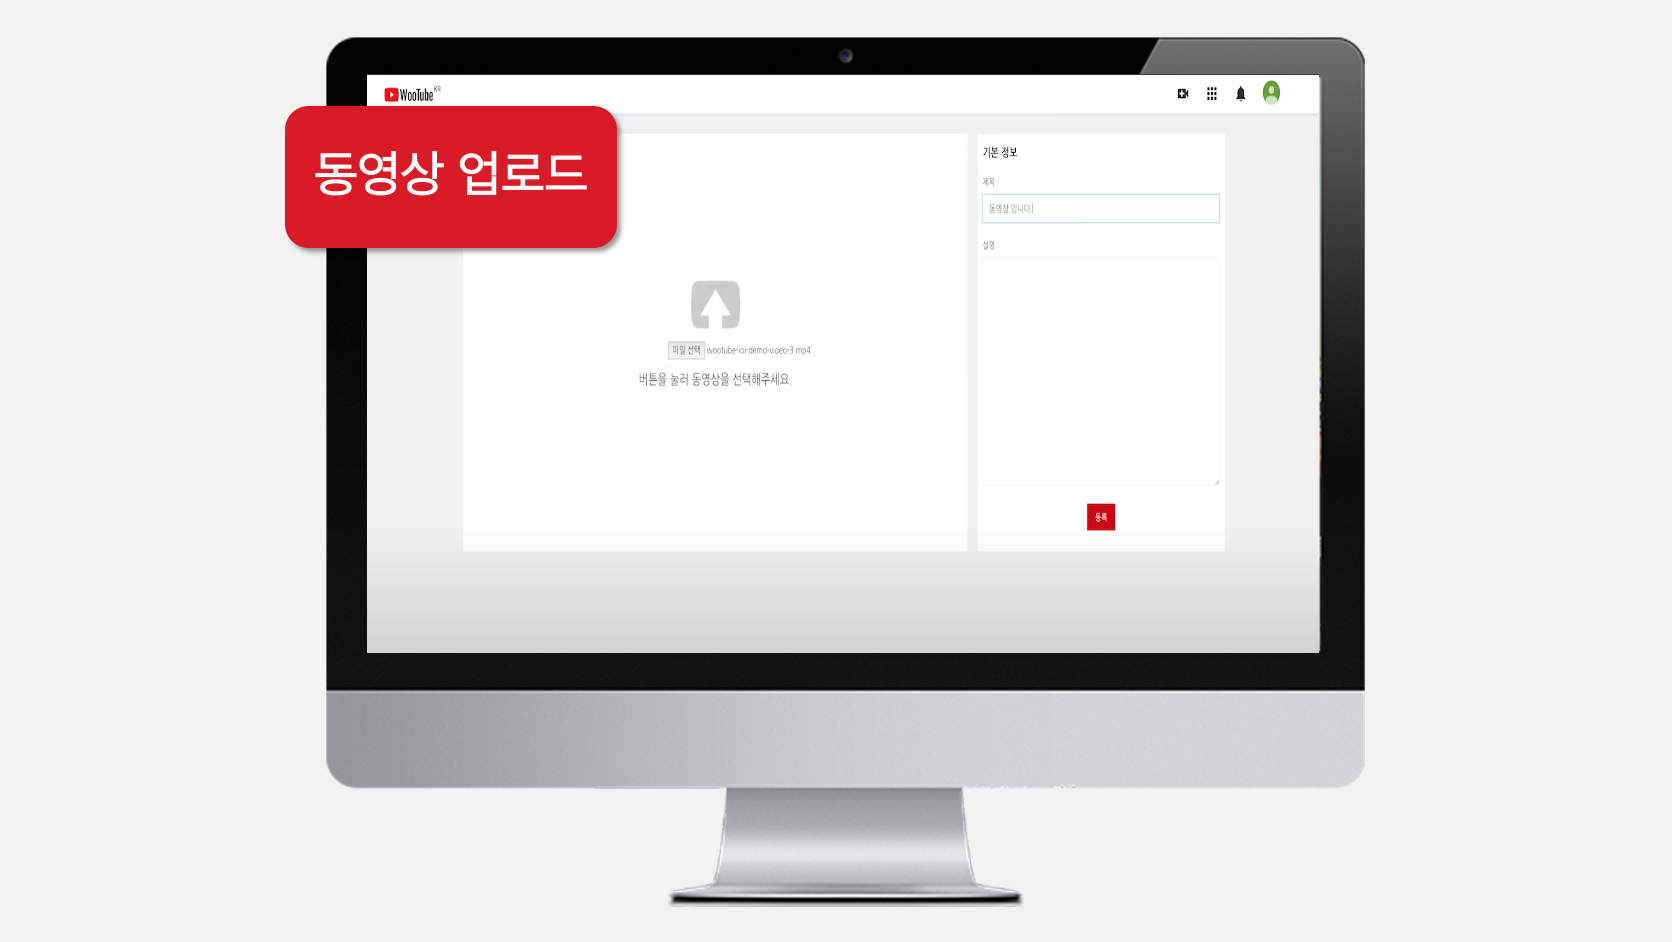 WooTube KR
동영상 업로드
파일 선택 wootube-ioi-demo-video-3.mp4
버튼을 눌러 동영상을 선택해주세요.
기본 정보
제목 :
동영상 입니다
설명 :
등록